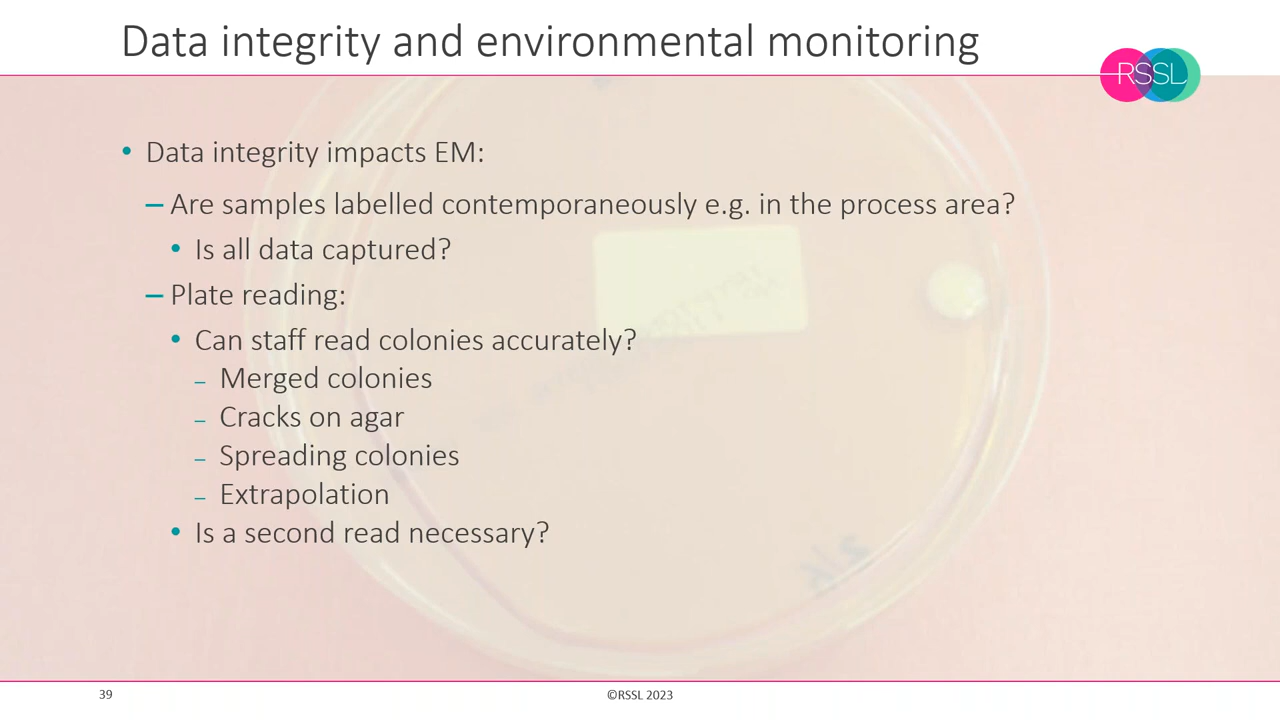 Data integrity and environmental monitoring
RSSL
• Data integrity impacts EM:
– Are samples labelled contemporaneously e.g. in the process area?
• Is all data captured?
– Plate reading:
• Can staff read colonies accurately?
– Merged colonies
– Cracks on agar
– Spreading colonies
– Extrapolation
• Is a second read necessary?
39
©RSSL 2023